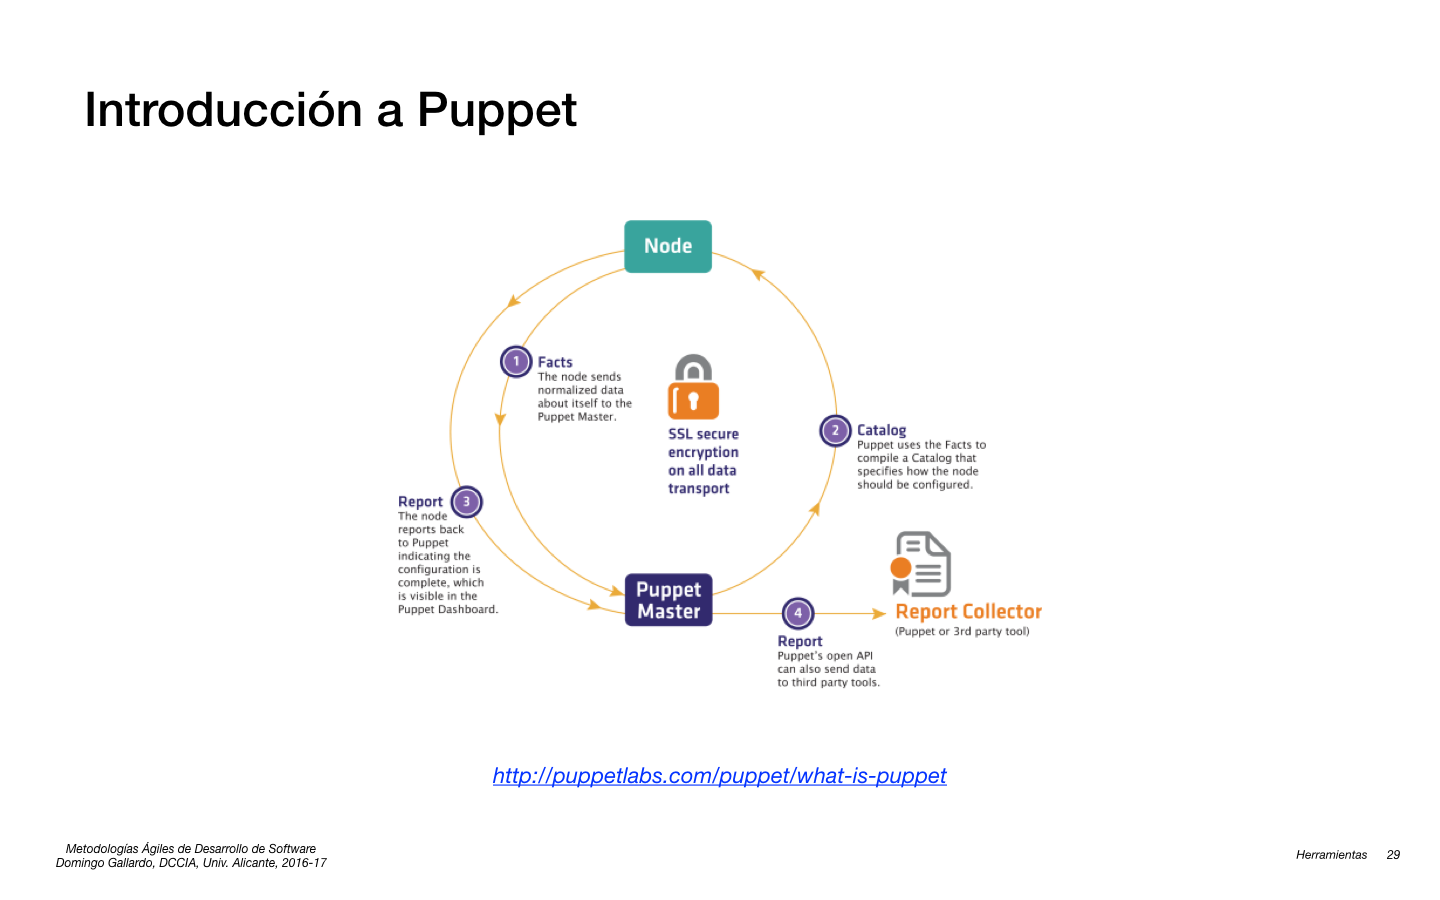 Introducción a Puppet
Node
1
Facts
The node sends
normalized data
about itself to the
Puppet Master.
SSL secure
encryption
on all data
transport
2
Catalog
Puppet uses the Facts to
compile a Catalog that
specifies how the node
should be configured.
Report
3
The node
reports back
to Puppet
indicating the
configuration is
complete, which
is visible in the
Puppet Dashboard.
Puppet
Master
4
Report
Puppet's open API
can also send data
to third party tools.
Report Collector
(Puppet or 3rd party tool)
http://puppetlabs.com/puppet/what-is-puppet
Metodologías Ágiles de Desarrollo de Software
Domingo Gallardo, DCCIA, Univ. Alicante, 2016-17
Herramientas 29